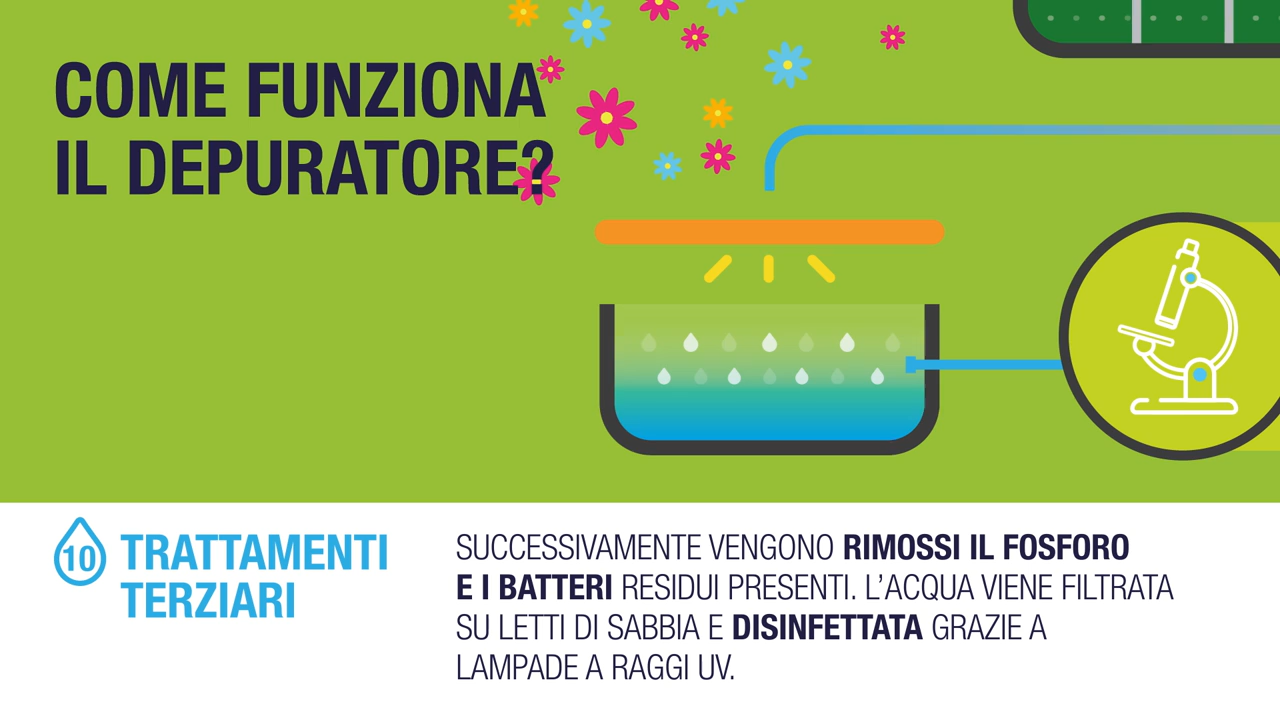 COME FUNZIONA
IL DEPURATORE?
10
TRATTAMENTI
TERZIARI
SUCCESSIVAMENTE VENGONO RIMOSSI IL FOSFORO
E I BATTERI RESIDUI PRESENTI. L’ACQUA VIENE FILTRATA
SU LETTI DI SABBIA E DISINFETTATA GRAZIE A
LAMPADE A RAGGI UV.